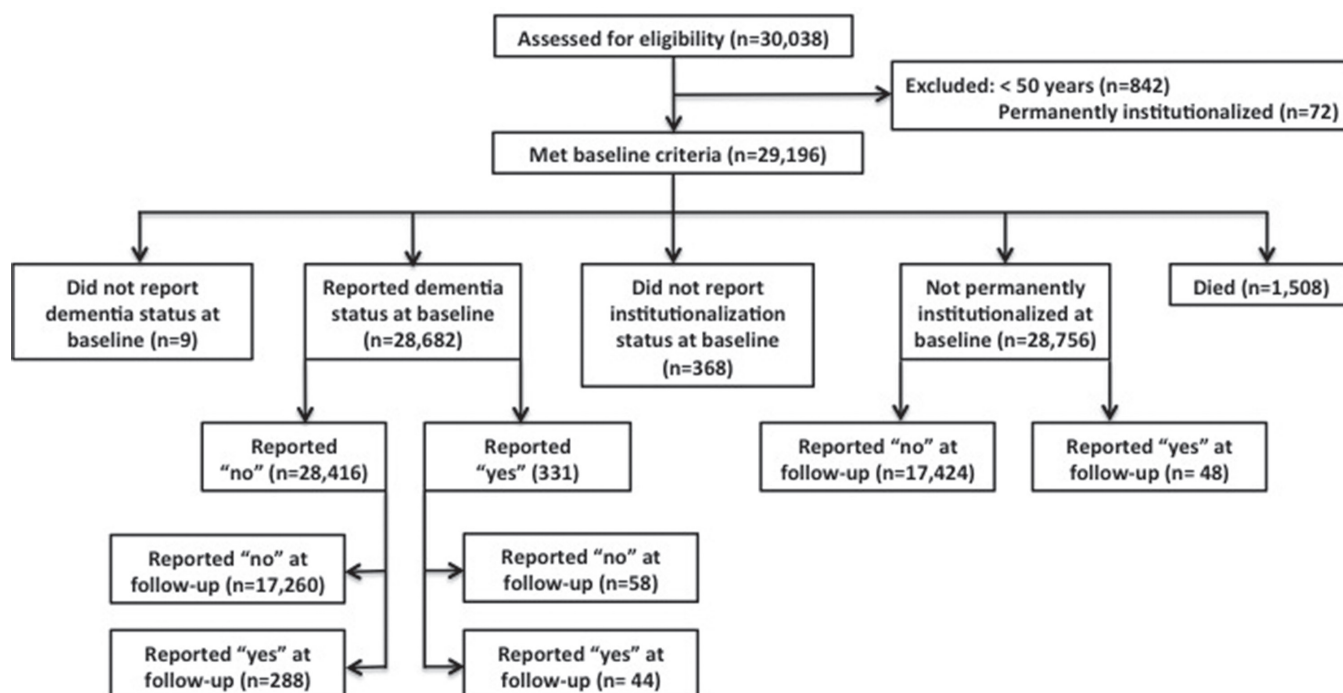 Assessed for eligibility (n=30,038)
Excluded: < 50 years (n=842)
Permanently institutionalized (n=72)
Met baseline criteria (n=29,196)
Did not report
dementia status at
baseline (n=9)
Reported dementia
status at baseline
(n=28,682)
Did not report
institutionalization
status at baseline
(n=368)
Not permanently
institutionalized at
baseline (n=28,756)
Died (n=1,508)
Reported
“no” (n=28,416)
Reported
“yes” (331)
Reported “no” at
follow-up (n=17,424)
Reported “yes” at
follow-up (n= 48)
Reported “no” at
follow-up (n=17,260)
Reported “no” at
follow-up (n=58)
Reported “yes” at
follow-up (n=288)
Reported “yes” at
follow-up (n= 44)